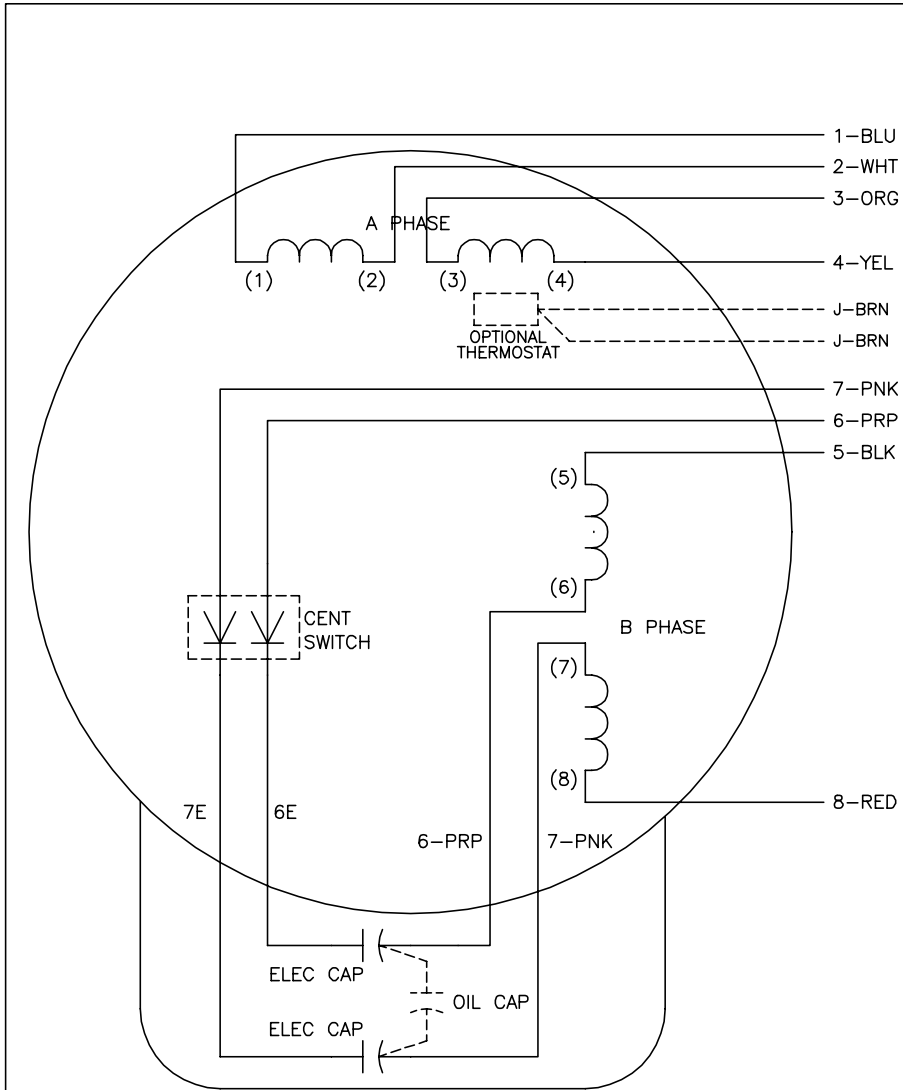 1-BLU
2-WHT
3-ORG
A PHASE
(1)
(2)
(3)
(4)
4-YEL
J-BRN
OPTIONAL
THERMOSTAT
J-BRN
7-PNK
6-PRP
5-BLK
(5)
(6)
CENT
SWITCH
B PHASE
(7)
(8)
8-RED
7E
6E
6-PRP
7-PNK
ELEC CAP
OIL CAP
ELEC CAP